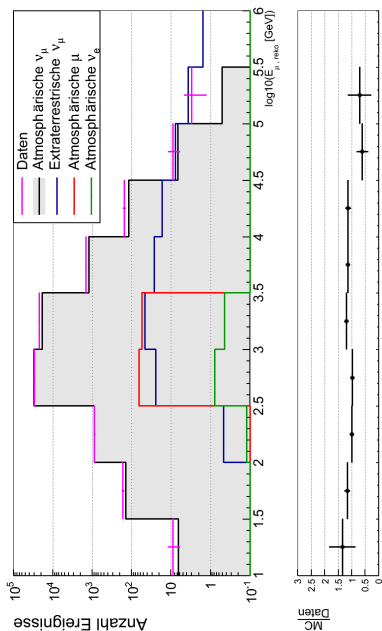 Daten
Atmosphärische ν_μ
Extraterrestrische ν_μ
Atmosphärische μ
Atmosphärische ν_e
Anzahl Ereignisse
10^5
10^4
10^3
10^2
10
1
10^-1
1 1.5 2 2.5 3 3.5 4 4.5 5 5.5 6
log10(E_μ, reko [GeV])
MC
Daten
3
2.5
2
1.5
1
0.5
0